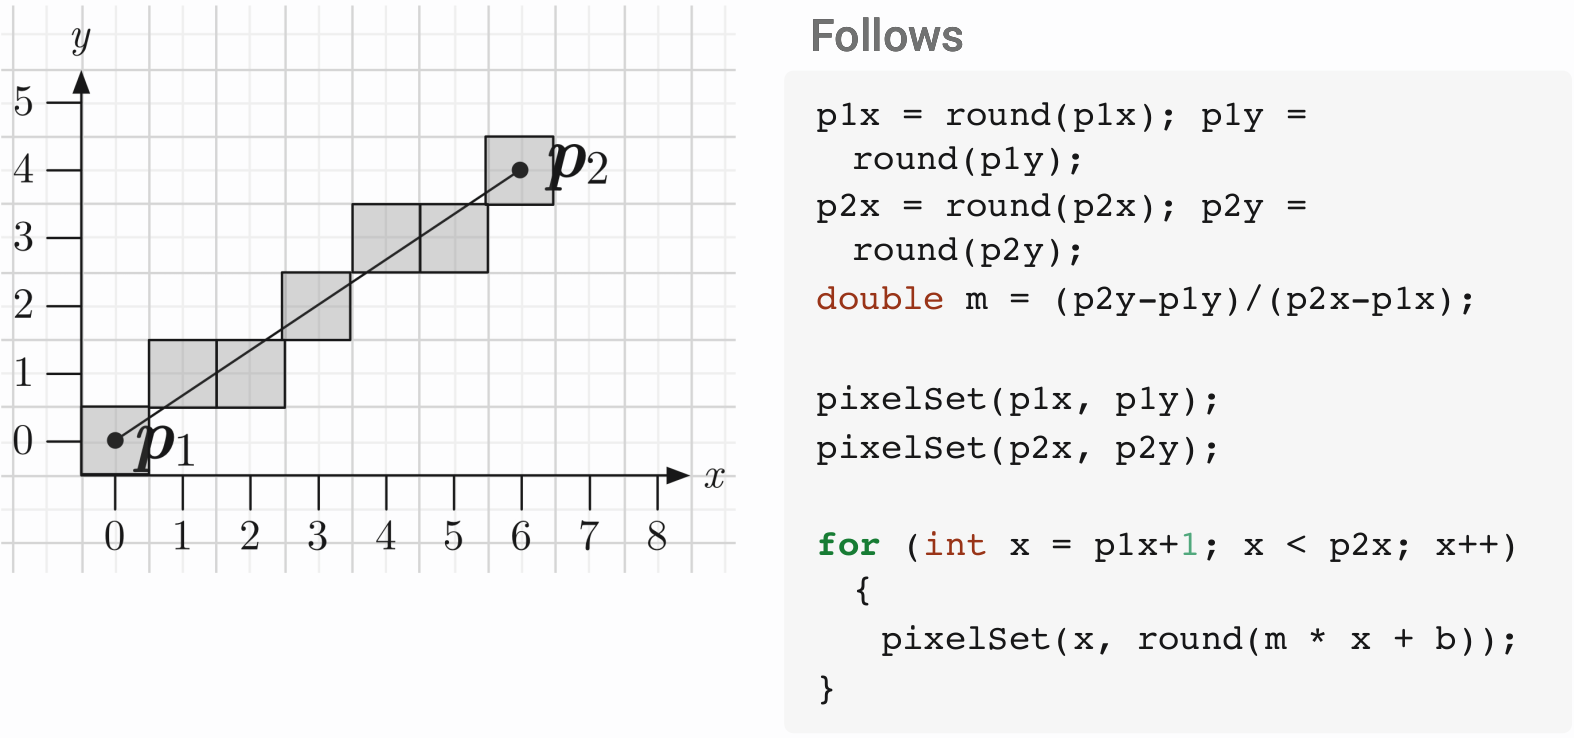 y
5
4
3
2
1
0
p2
p1
x
0 1 2 3 4 5 6 7 8
Follows
p1x = round(p1x); p1y =
round(p1y);
p2x = round(p2x); p2y =
round(p2y);
double m = (p2y-p1y)/(p2x-p1x);
pixelSet(p1x, p1y);
pixelSet(p2x, p2y);
for (int x = p1x+1; x < p2x; x++)
{
pixelSet(x, round(m * x + b));
}